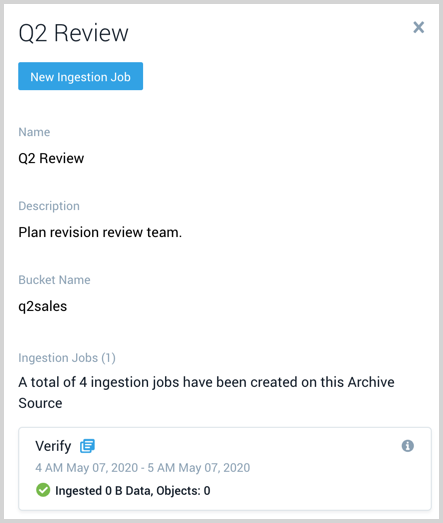 Q2 Review
New Ingestion Job
Name
Q2 Review
Description
Plan revision review team.
Bucket Name
q2sales
Ingestion Jobs (1)
A total of 4 ingestion jobs have been created on this Archive
Source
Verify
4 AM May 07, 2020 - 5 AM May 07, 2020
Ingested 0 B Data, Objects: 0